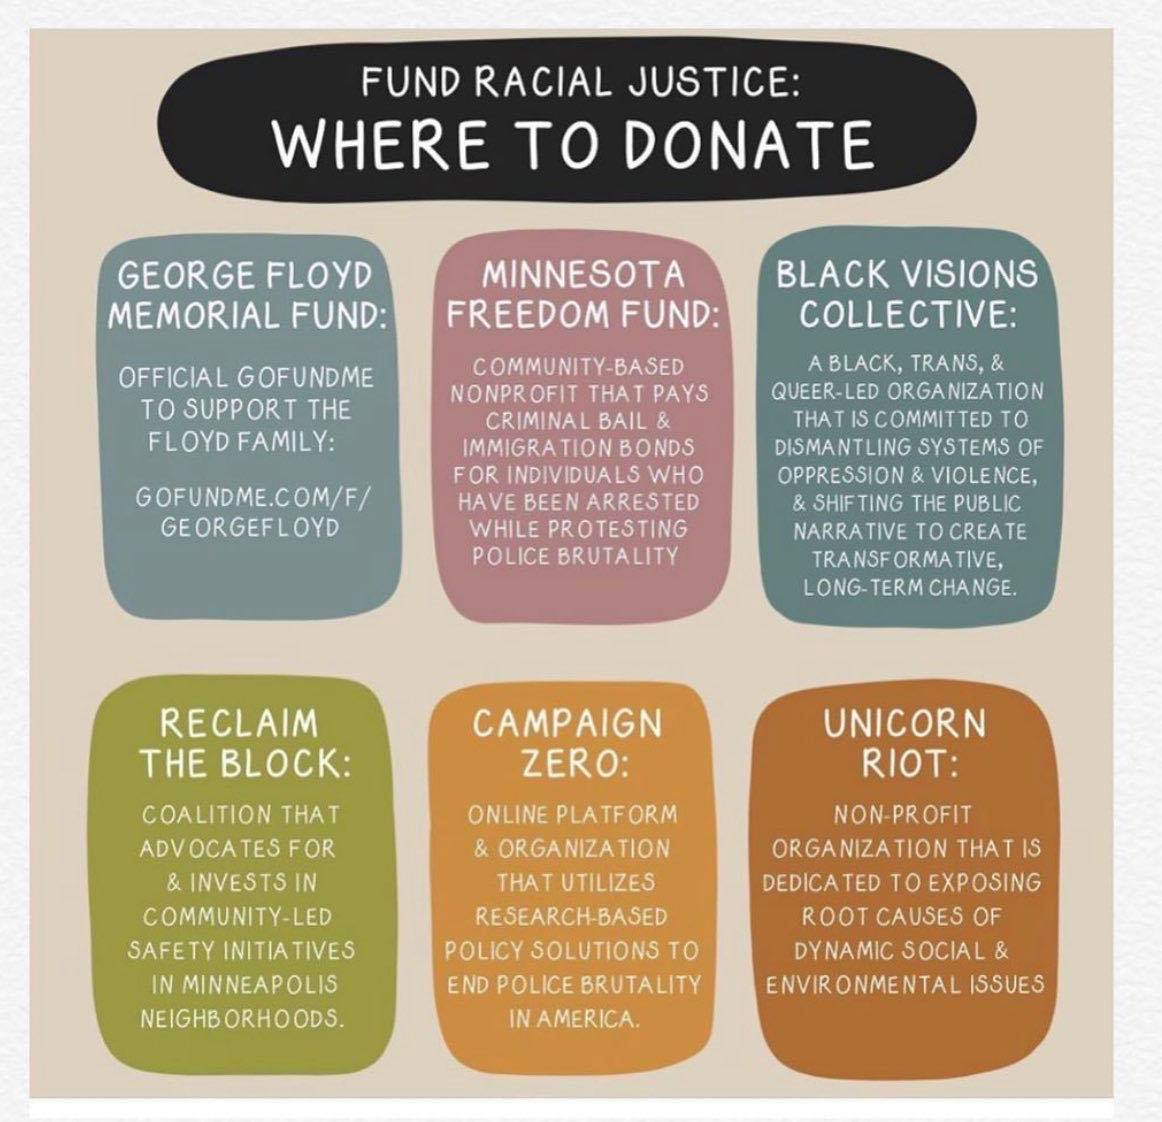 FUND RACIAL JUSTICE:
WHERE TO DONATE
GEORGE FLOYD
MEMORIAL FUND:
OFFICIAL GOFUNDME
TO SUPPORT THE
FLOYD FAMILY:
GOFUNDME.COM/F/
GEORGEFLOYD
MINNESOTA
FREEDOM FUND:
COMMUNITY-BASED
NONPROFIT THAT PAYS
CRIMINAL BAIL &
IMMIGRATION BONDS
FOR INDIVIDUALS WHO
HAVE BEEN ARRESTED
WHILE PROTESTING
POLICE BRUTALITY
BLACK VISIONS
COLLECTIVE:
A BLACK, TRANS, &
QUEER-LED ORGANIZATION
THAT IS COMMITTED TO
DISMANTLING SYSTEMS OF
OPPRESSION & VIOLENCE,
& SHIFTING THE PUBLIC
NARRATIVE TO CREATE
TRANSFORMATIVE,
LONG-TERM CHANGE.
RECLAIM
THE BLOCK:
COALITION THAT
ADVOCATES FOR
& INVESTS IN
COMMUNITY-LED
SAFETY INITIATIVES
IN MINNEAPOLIS
NEIGHBORHOODS.
CAMPAIGN
ZERO:
ONLINE PLATFORM
& ORGANIZATION
THAT UTILIZES
RESEARCH-BASED
POLICY SOLUTIONS TO
END POLICE BRUTALITY
IN AMERICA.
UNICORN
RIOT:
NON-PROFIT
ORGANIZATION THAT IS
DEDICATED TO EXPOSING
ROOT CAUSES OF
DYNAMIC SOCIAL &
ENVIRONMENTAL ISSUES